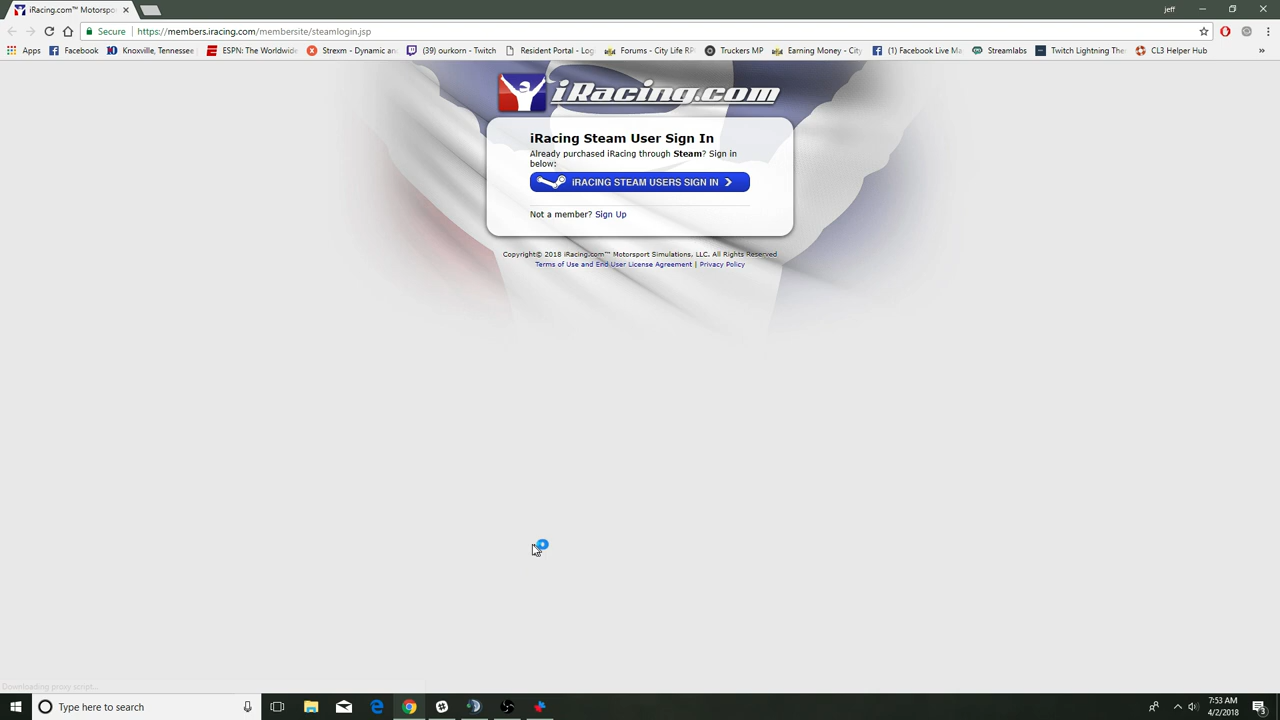 iRacing.com™ Motorspo
jeff
Secure
https://members.iracing.com/membersite/steamlogin.jsp
Apps
Facebook
Knoxville, Tennessee
ESPN: The Worldwide
Strexm - Dynamic an
(39) ourkorn - Twitch
Resident Portal - Log
Forums - City Life RP
Truckers MP
Earning Money - City
(1) Facebook Live Ma
Streamlabs
Twitch Lightning The
CL3 Helper Hub
»
iRacing.com
iRacing Steam User Sign In
Already purchased iRacing through Steam? Sign in
below:
iRACING STEAM USERS SIGN IN
Not a member? Sign Up
Copyright© 2018 iRacing.com™ Motorsport Simulations, LLC. All Rights Reserved
Terms of Use and End User License Agreement | Privacy Policy
Downloading proxy script...
Type here to search
7:53 AM
4/2/2018